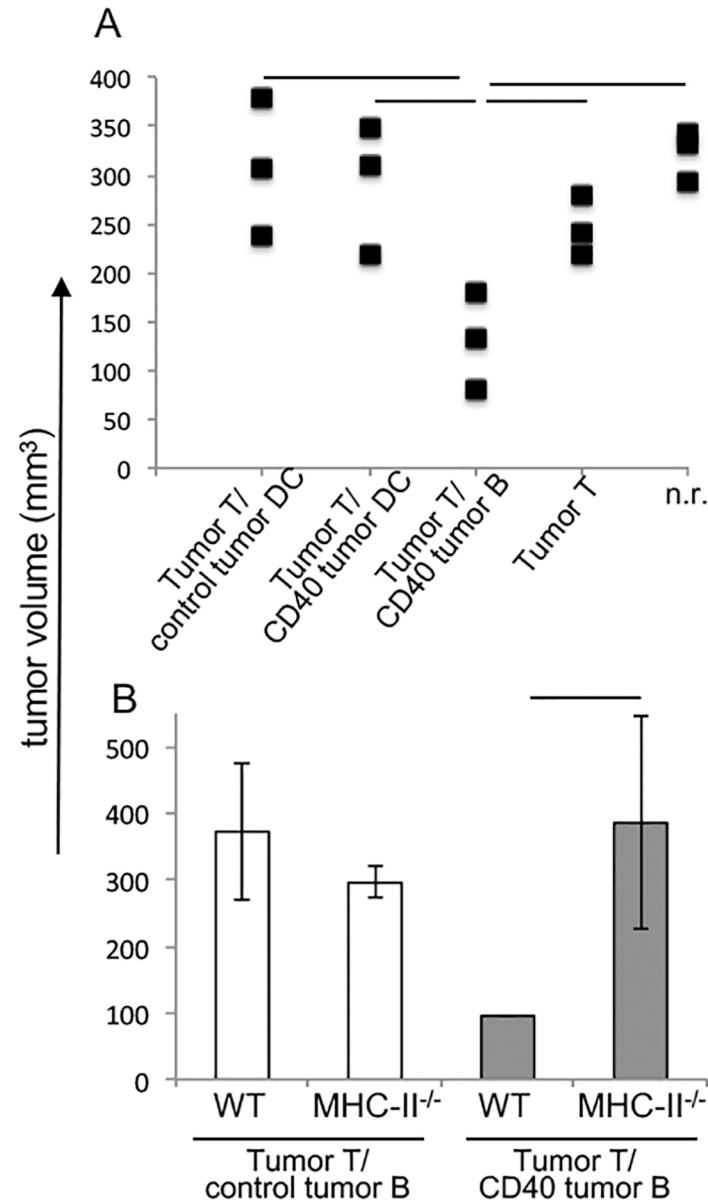 A
400
350
300
250
200
150
100
50
0
tumor volume (mm³)
Tumor T/
control tumor DC
Tumor T/
CD40 tumor DC
Tumor T/
CD40 tumor B
Tumor T
n.r.
B
500
400
300
200
100
0
WT
MHC-II-/-
WT
MHC-II-/-
Tumor T/
control tumor B
Tumor T/
CD40 tumor B